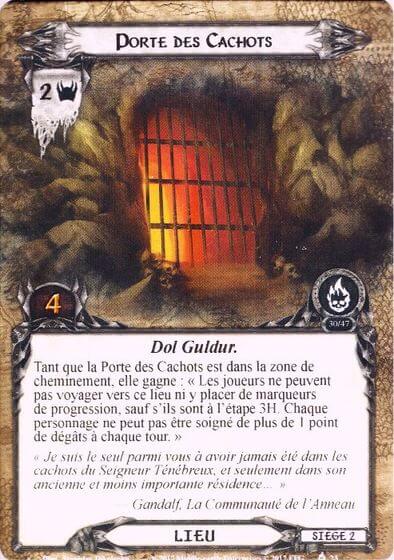 Porte des Cachots
2
4
30/47
Dol Guldur.
Tant que la Porte des Cachots est dans la zone de
cheminement, elle gagne : « Les joueurs ne peuvent
pas voyager vers ce lieu ni y placer de marqueurs
de progression, sauf s'ils sont à l'étape 3H. Chaque
personnage ne peut pas être soigné de plus de 1 point
de dégâts à chaque tour. »
« Je suis le seul parmi vous à avoir jamais été dans les
cachots du Seigneur Ténébreux, et seulement dans son
ancienne et moins importante résidence... »
Gandalf, La Communauté de l'Anneau
Lieu
Siège 2